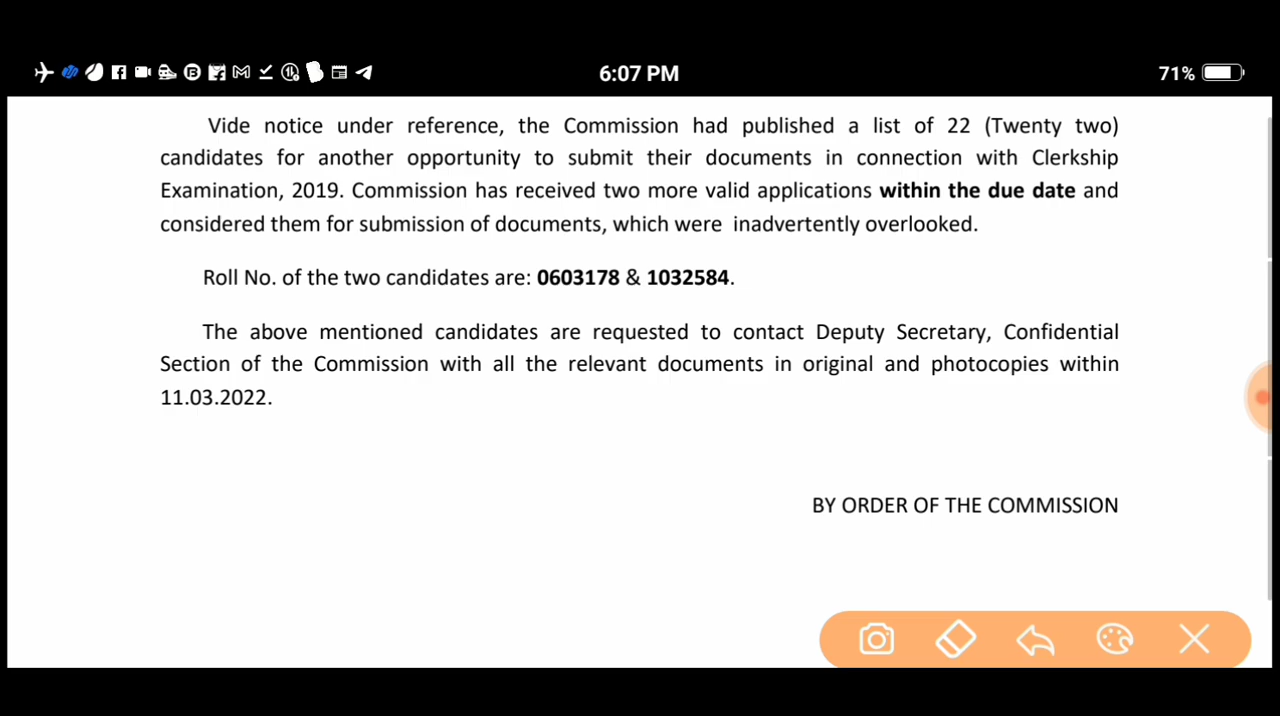 6:07 PM
71%
Vide notice under reference, the Commission had published a list of 22 (Twenty two)
candidates for another opportunity to submit their documents in connection with Clerkship
Examination, 2019. Commission has received two more valid applications within the due date and
considered them for submission of documents, which were inadvertently overlooked.
Roll No. of the two candidates are: 0603178 & 1032584.
The above mentioned candidates are requested to contact Deputy Secretary, Confidential
Section of the Commission with all the relevant documents in original and photocopies within
11.03.2022.
BY ORDER OF THE COMMISSION